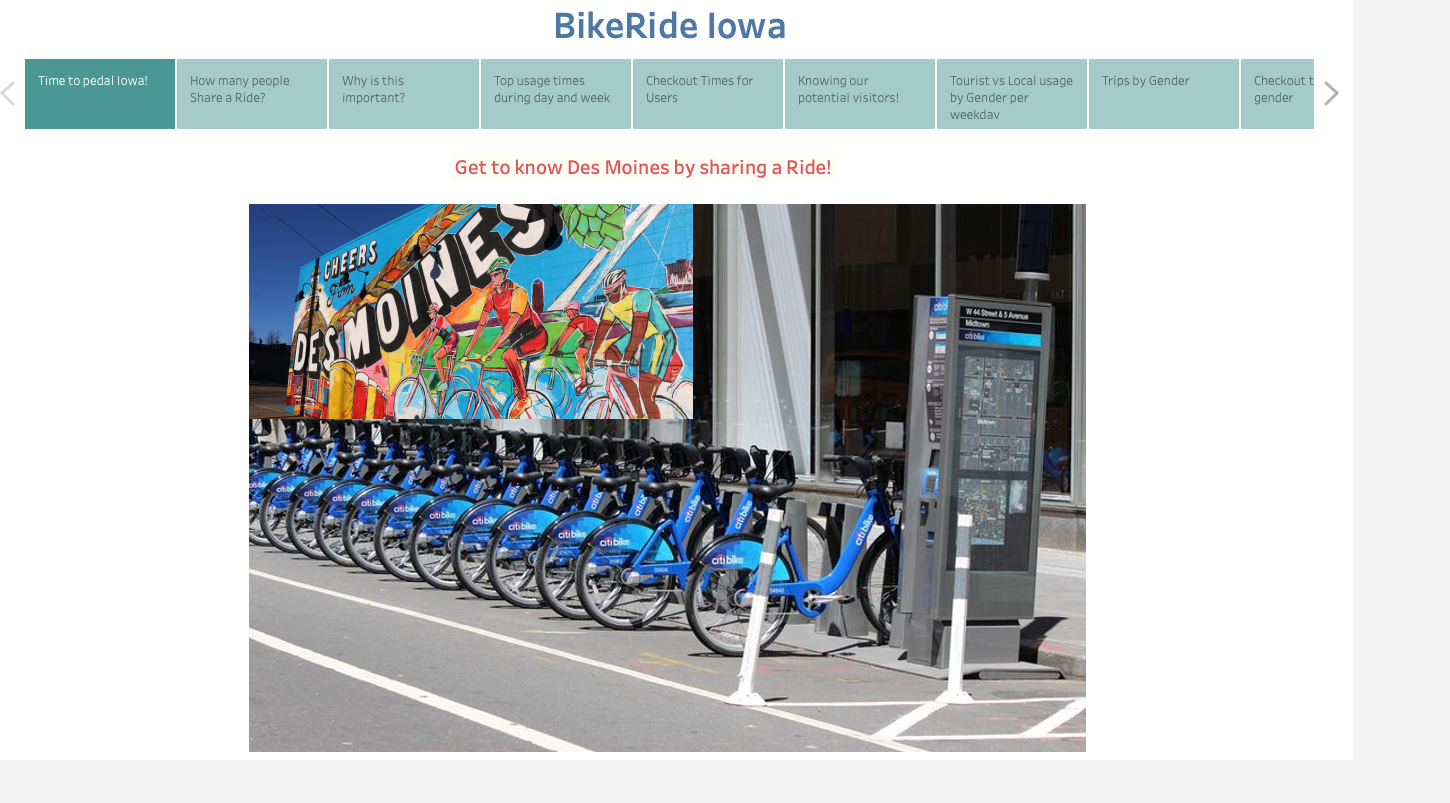 BikeRide Iowa
Time to pedal Iowa!
How many people
Share a Ride?
Why is this
important?
Top usage times
during day and week
Checkout Times for
Users
Knowing our
potential visitors!
Tourist vs Local usage
by Gender per
weekday
Trips by Gender
Checkout t
gender
Get to know Des Moines by sharing a Ride!
CHEERS
From
DES MOINES
W 44 Street & 5 Avenue
Midtown
citibike
citibike
citibike
citibike
citibike
citibike
citibike